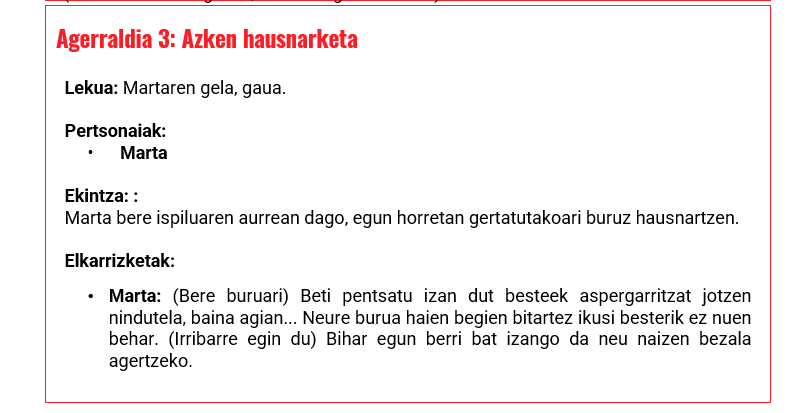 Agerraldia 3: Azken hausnarketa
Lekua: Martaren gela, gaua.
Pertsonaiak:
• Marta
Ekintza: :
Marta bere ispiluaren aurrean dago, egun horretan gertatutakoari buruz hausnartzen.
Elkarrizketak:
• Marta: (Bere buruari) Beti pentsatu izan dut besteek aspergarritzat jotzen
nindutela, baina agian... Neure burua haien begien bitartez ikusi besterik ez nuen
behar. (Irribarre egin du) Bihar egun berri bat izango da neu naizen bezala
agertzeko.